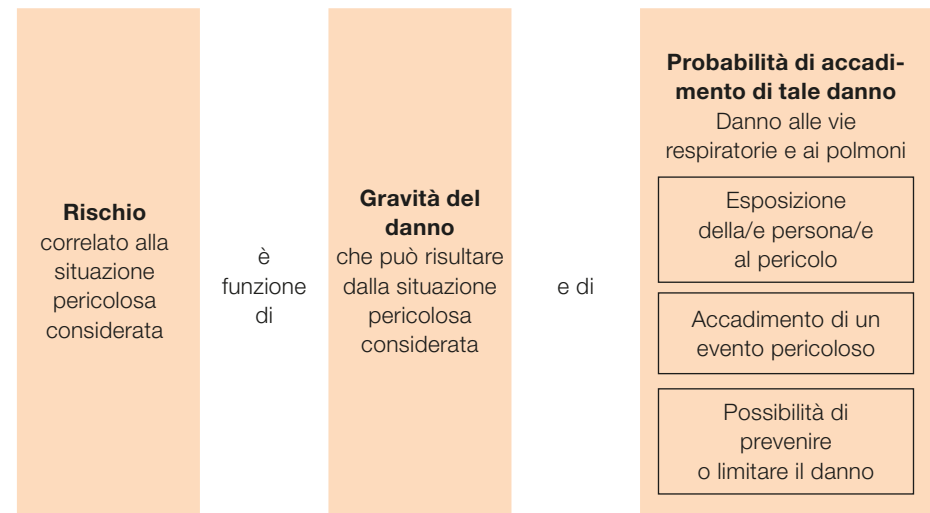 Rischio
correlato alla
situazione
pericolosa
considerata
è
funzione
di
Gravità del
danno
che può risultare
dalla situazione
pericolosa
considerata
e di
Probabilità di accadi-
mento di tale danno
Danno alle vie
respiratorie e ai polmoni
Esposizione
della/e persona/e
al pericolo
Accadimento di un
evento pericoloso
Possibilità di
prevenire
o limitare il danno